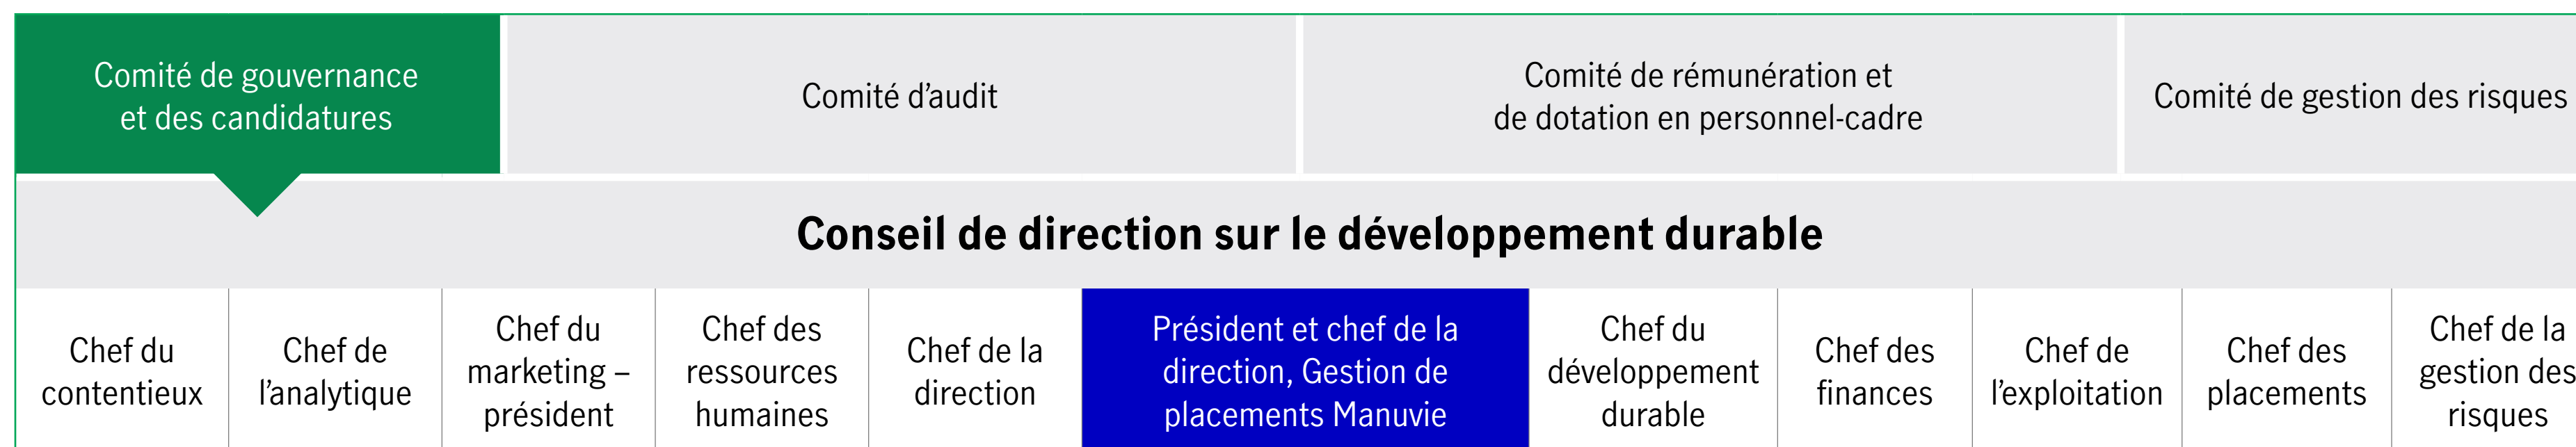 Comité de gouvernance
et des candidatures
Comité d’audit
Comité de rémunération et
de dotation en personnel-cadre
Comité de gestion des risques
Conseil de direction sur le développement durable
Chef du
contentieux
Chef de
l’analytique
Chef du
marketing –
président
Chef des
ressources
humaines
Chef de la
direction
Président et chef de la
direction, Gestion de
placements Manuvie
Chef du
développement
durable
Chef des
finances
Chef de
l’exploitation
Chef des
placements
Chef de la
gestion des
risques